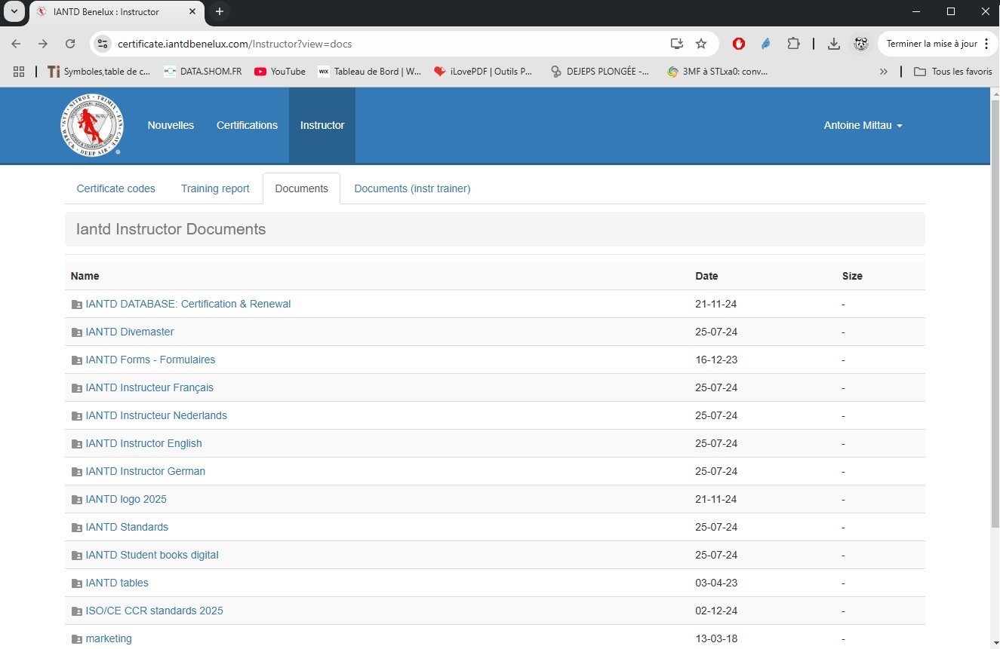 IANTD Benelux : Instructor
certificate.iantdbenelux.com/Instructor?view=docs
Terminer la mise à jour
Symboles,table de c...
DATA.SHOM.FR
YouTube
WIX Tableau de Bord | W...
iLovePDF | Outils P...
DEJEPS PLONGÉE -...
3MF à STLxa0: conv...
Tous les favoris
Nouvelles
Certifications
Instructor
Antoine Mittau
Certificate codes
Training report
Documents
Documents (instr trainer)
Iantd Instructor Documents
Name Date Size
IANTD DATABASE: Certification & Renewal 21-11-24 -
IANTD Divemaster 25-07-24 -
IANTD Forms - Formulaires 16-12-23 -
IANTD Instructeur Français 25-07-24 -
IANTD Instructeur Nederlands 25-07-24 -
IANTD Instructor English 25-07-24 -
IANTD Instructor German 25-07-24 -
IANTD logo 2025 21-11-24 -
IANTD Standards 25-07-24 -
IANTD Student books digital 25-07-24 -
IANTD tables 03-04-23 -
ISO/CE CCR standards 2025 02-12-24 -
marketing 13-03-18 -